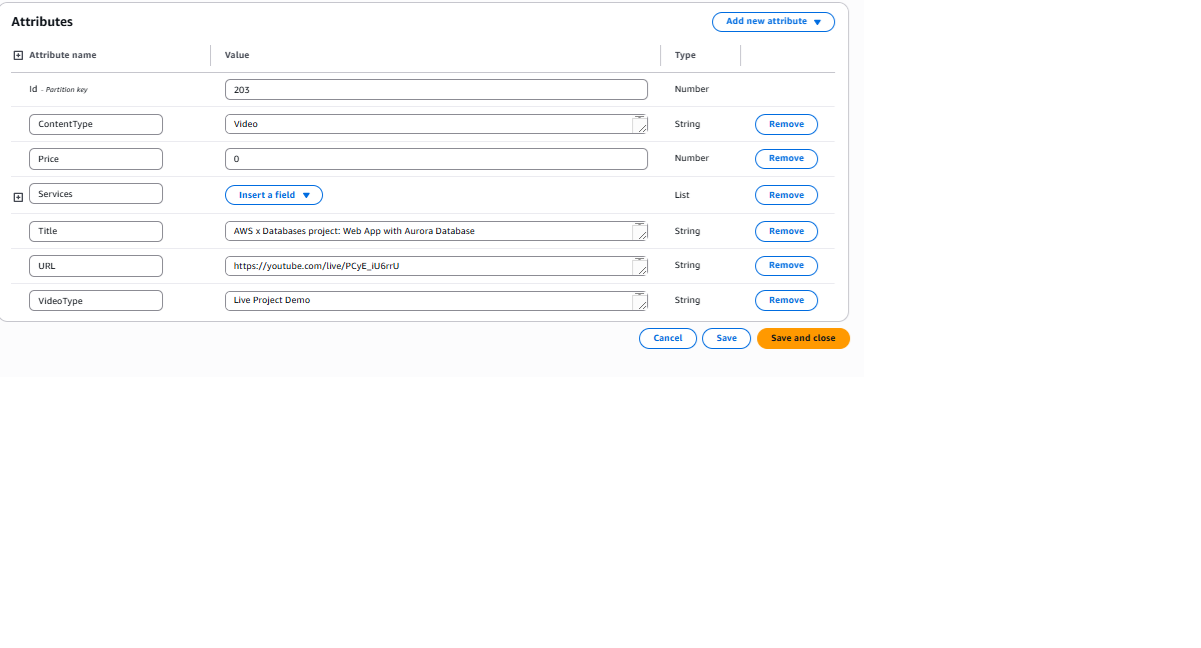 Attributes
Add new attribute
Attribute name Value Type
Id - Partition key 203 Number
ContentType Video String Remove
Price 0 Number Remove
Services Insert a field List Remove
Title AWS x Databases project: Web App with Aurora Database String Remove
URL https://youtube.com/live/PCyE_iU6rrU String Remove
VideoType Live Project Demo String Remove
Cancel Save Save and close